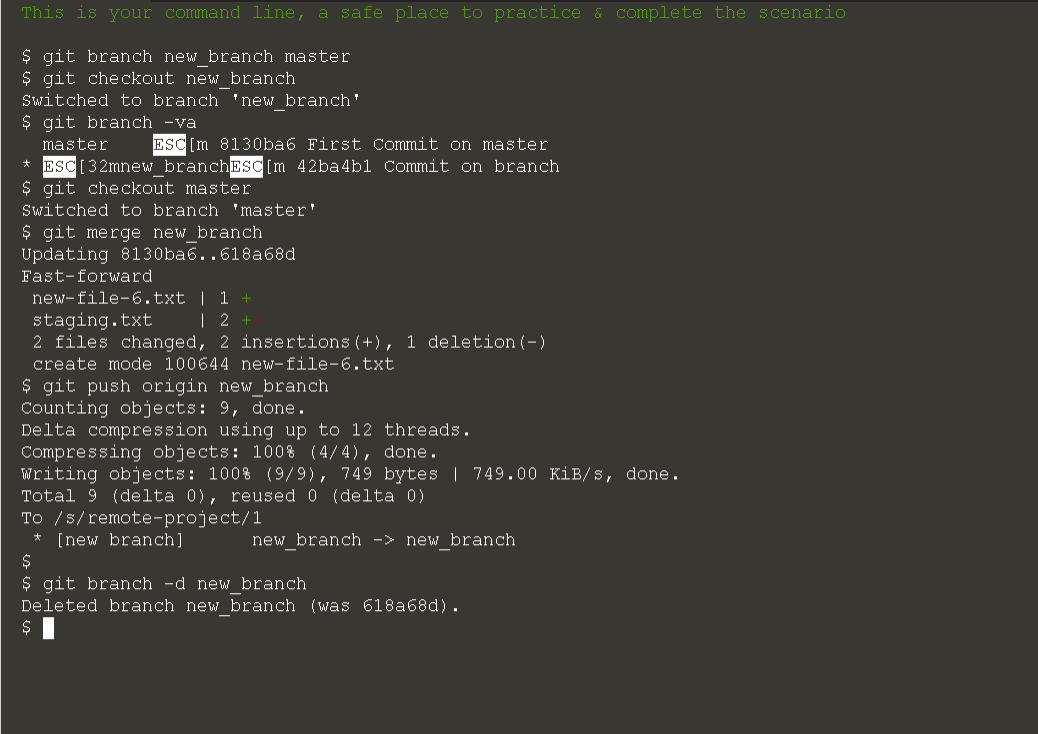 This is your command line, a safe place to practice & complete the scenario
$ git branch new_branch master
$ git checkout new_branch
Switched to branch 'new_branch'
$ git branch -va
  master    ESC[m 8130ba6 First Commit on master
* ESC[32mnew_branchESC[m 42ba4b1 Commit on branch
$ git checkout master
Switched to branch 'master'
$ git merge new_branch
Updating 8130ba6..618a68d
Fast-forward
 new-file-6.txt | 1 +
 staging.txt    | 2 +-
 2 files changed, 2 insertions(+), 1 deletion(-)
 create mode 100644 new-file-6.txt
$ git push origin new_branch
Counting objects: 9, done.
Delta compression using up to 12 threads.
Compressing objects: 100% (4/4), done.
Writing objects: 100% (9/9), 749 bytes | 749.00 KiB/s, done.
Total 9 (delta 0), reused 0 (delta 0)
To /s/remote-project/1
 * [new branch]      new_branch -> new_branch
$
$ git branch -d new_branch
Deleted branch new_branch (was 618a68d).
$